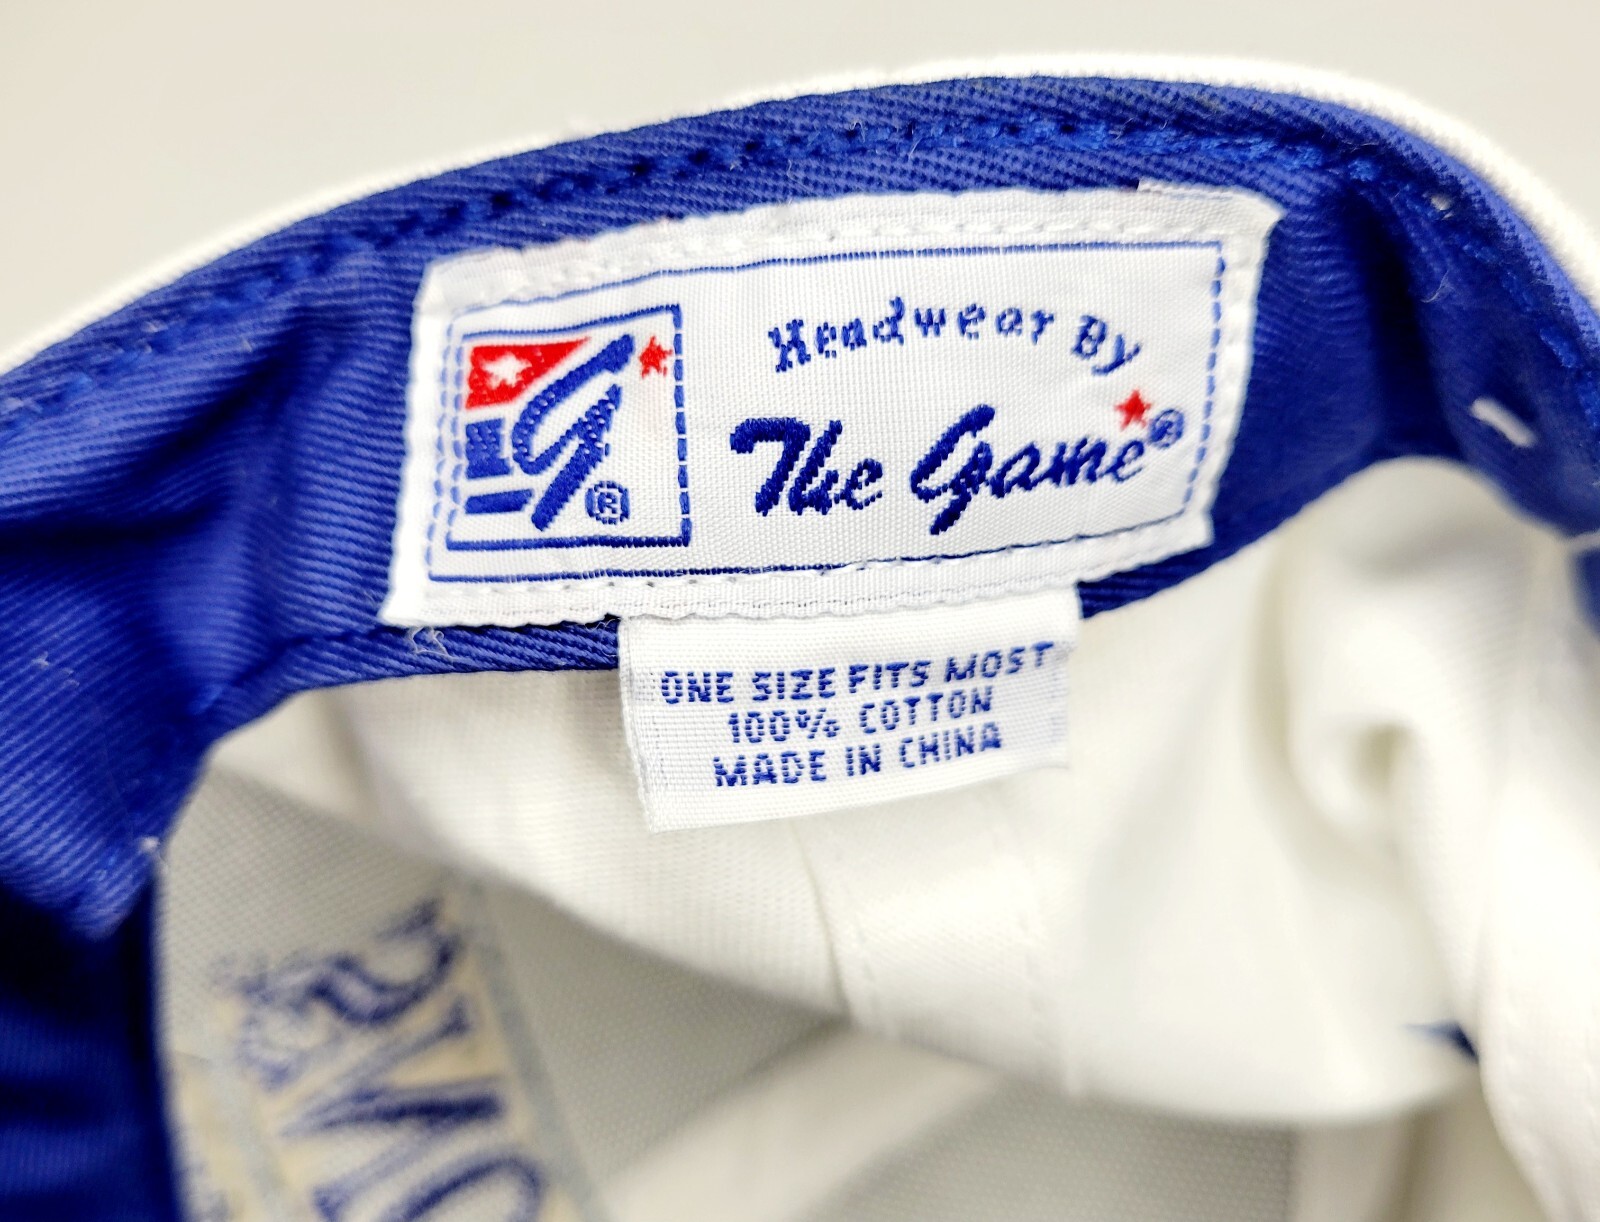 G ®
Headwear By
The Game®
ONE SIZE FITS MOST
100% COTTON
MADE IN CHINA